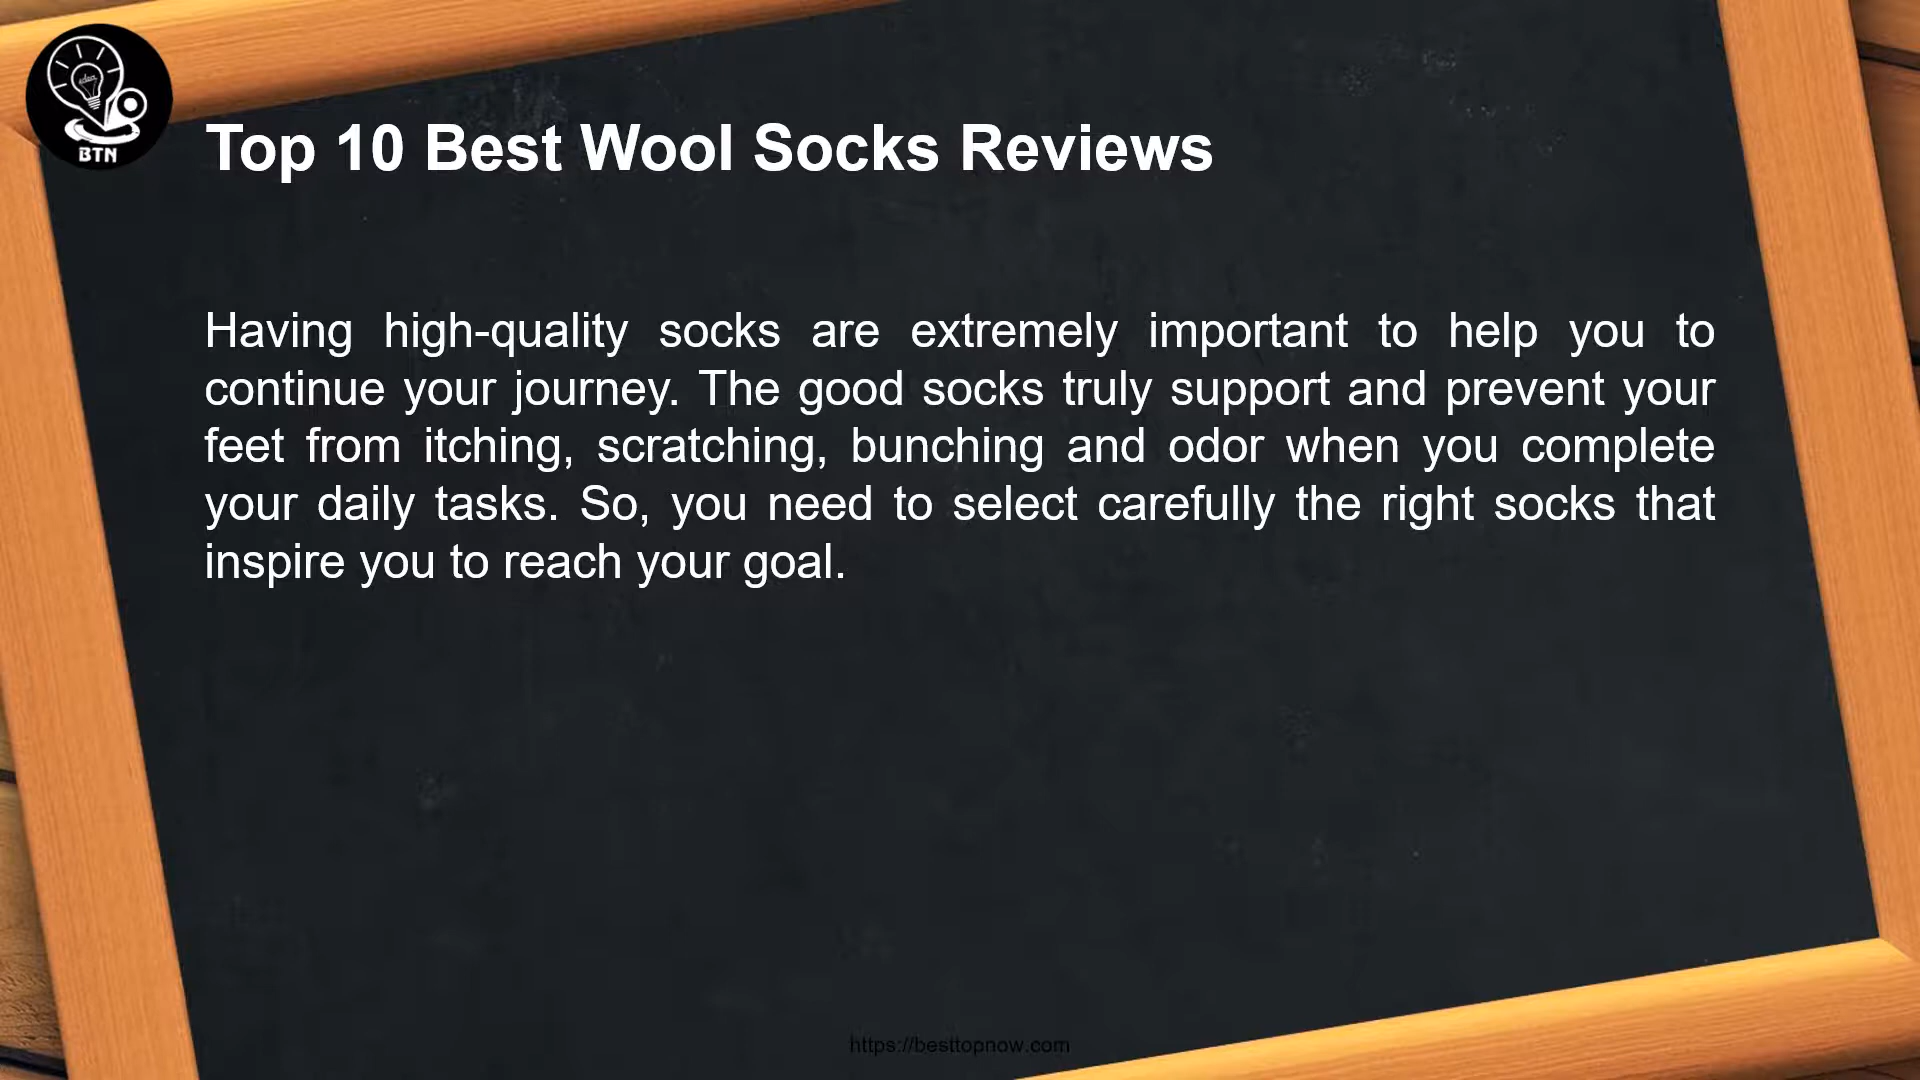 BTN
Top 10 Best Wool Socks Reviews
Having high-quality socks are extremely important to help you to
continue your journey. The good socks truly support and prevent your
feet from itching, scratching, bunching and odor when you complete
your daily tasks. So, you need to select carefully the right socks that
inspire you to reach your goal.
https://besttopnow.com